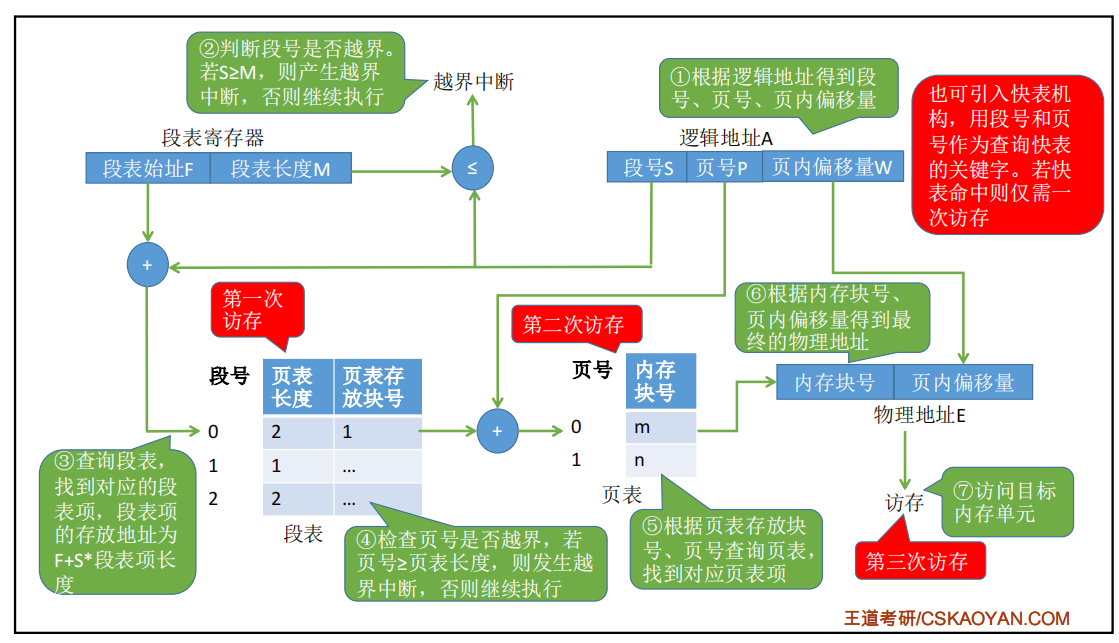 ②判断段号是否越界。
若S≥M，则产生越界
中断，否则继续执行
越界中断
①根据逻辑地址得到段
号、页号、页内偏移量
也可引入快表机
构，用段号和页
号作为查询快表
的关键字。若快
表命中则仅需一
次访存
段表寄存器
段表始址F
段表长度M
≤
逻辑地址A
段号S
页号P
页内偏移量W
+
第一次
访存
第二次访存
⑥根据内存块号、
页内偏移量得到最
终的物理地址
段号
页表
长度
页表存
放块号
0
2
1
1
1
...
2
2
...
段表
+
页号
内存
块号
0
m
1
n
页表
内存块号
页内偏移量
物理地址E
③查询段表，
找到对应的段
表项，段表项
的存放地址为
F+S*段表项长
度
④检查页号是否越界，若
页号≥页表长度，则发生越
界中断，否则继续执行
⑤根据页表存放块
号、页号查询页表，
找到对应页表项
访存
⑦访问目标
内存单元
第三次访存
王道考研/CSKAOYAN.COM